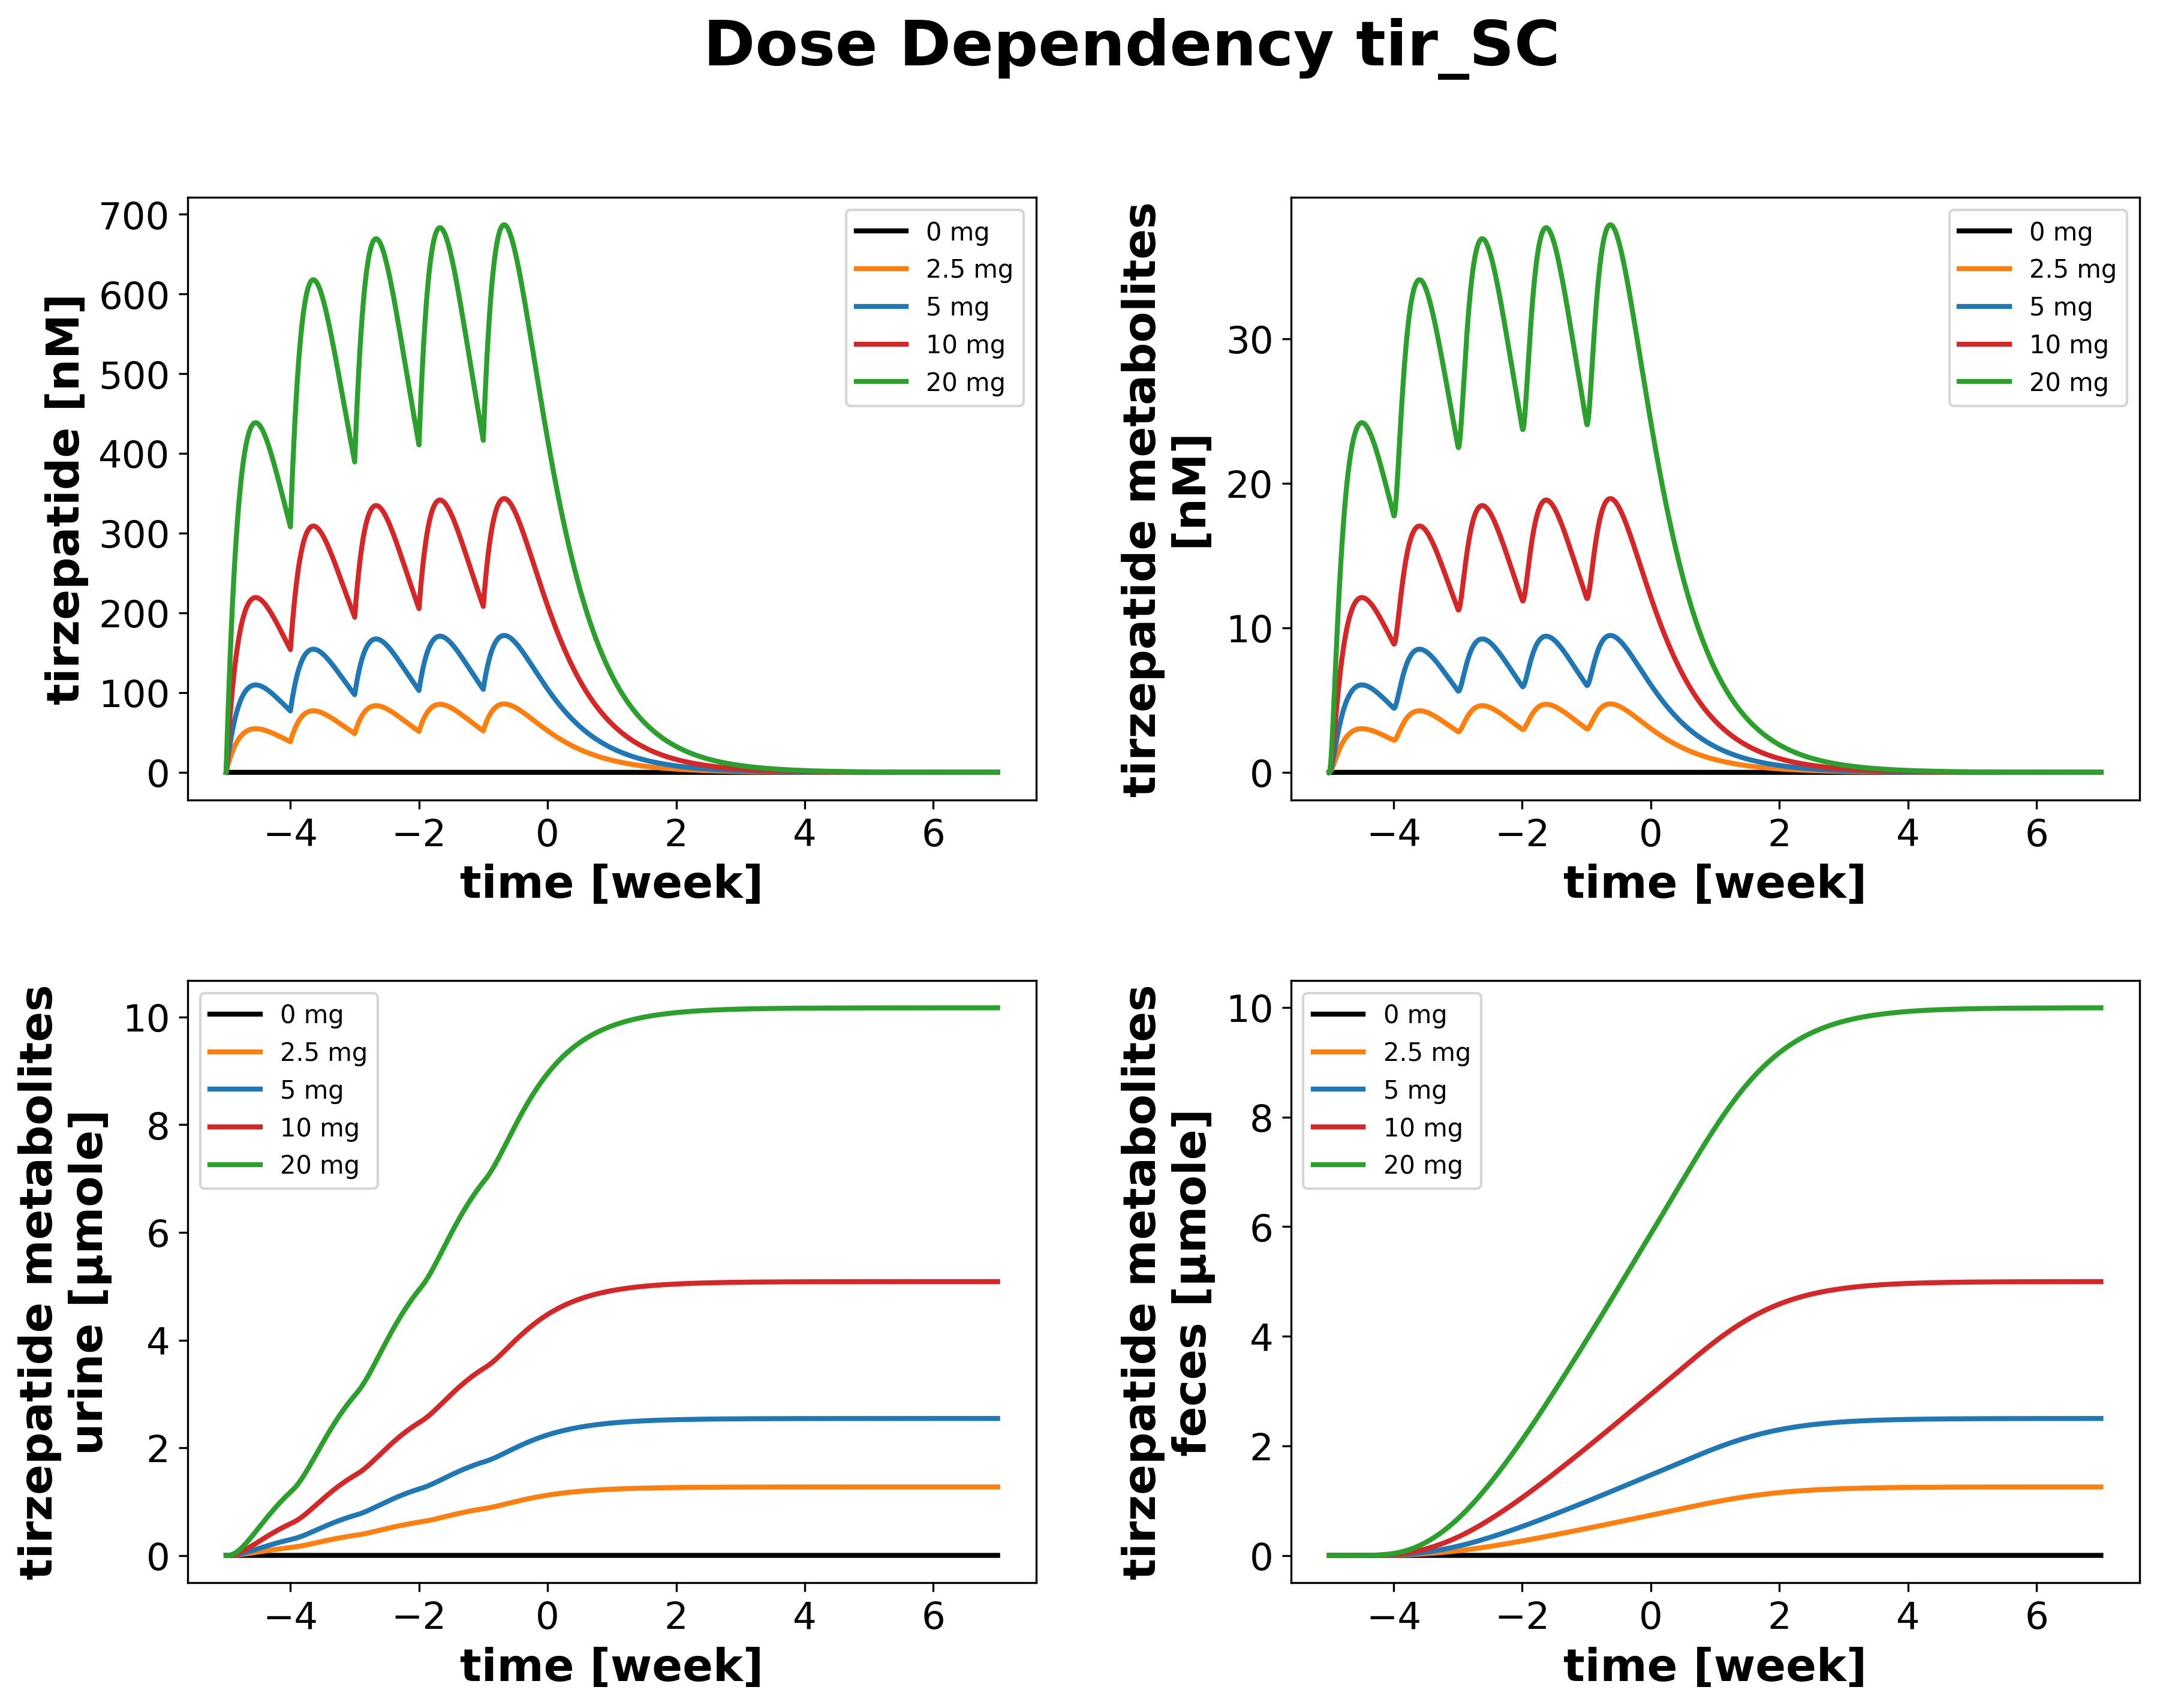 Dose Dependency tir_SC
tirzepatide [nM]
700
600
500
400
300
200
100
0
0 mg
2.5 mg
5 mg
10 mg
20 mg
−4
−2
0
2
4
6
time [week]
tirzepatide metabolites
[nM]
30
20
10
0
0 mg
2.5 mg
5 mg
10 mg
20 mg
−4
−2
0
2
4
6
time [week]
tirzepatide metabolites
urine [µmole]
10
8
6
4
2
0
0 mg
2.5 mg
5 mg
10 mg
20 mg
−4
−2
0
2
4
6
time [week]
tirzepatide metabolites
feces [µmole]
10
8
6
4
2
0
0 mg
2.5 mg
5 mg
10 mg
20 mg
−4
−2
0
2
4
6
time [week]